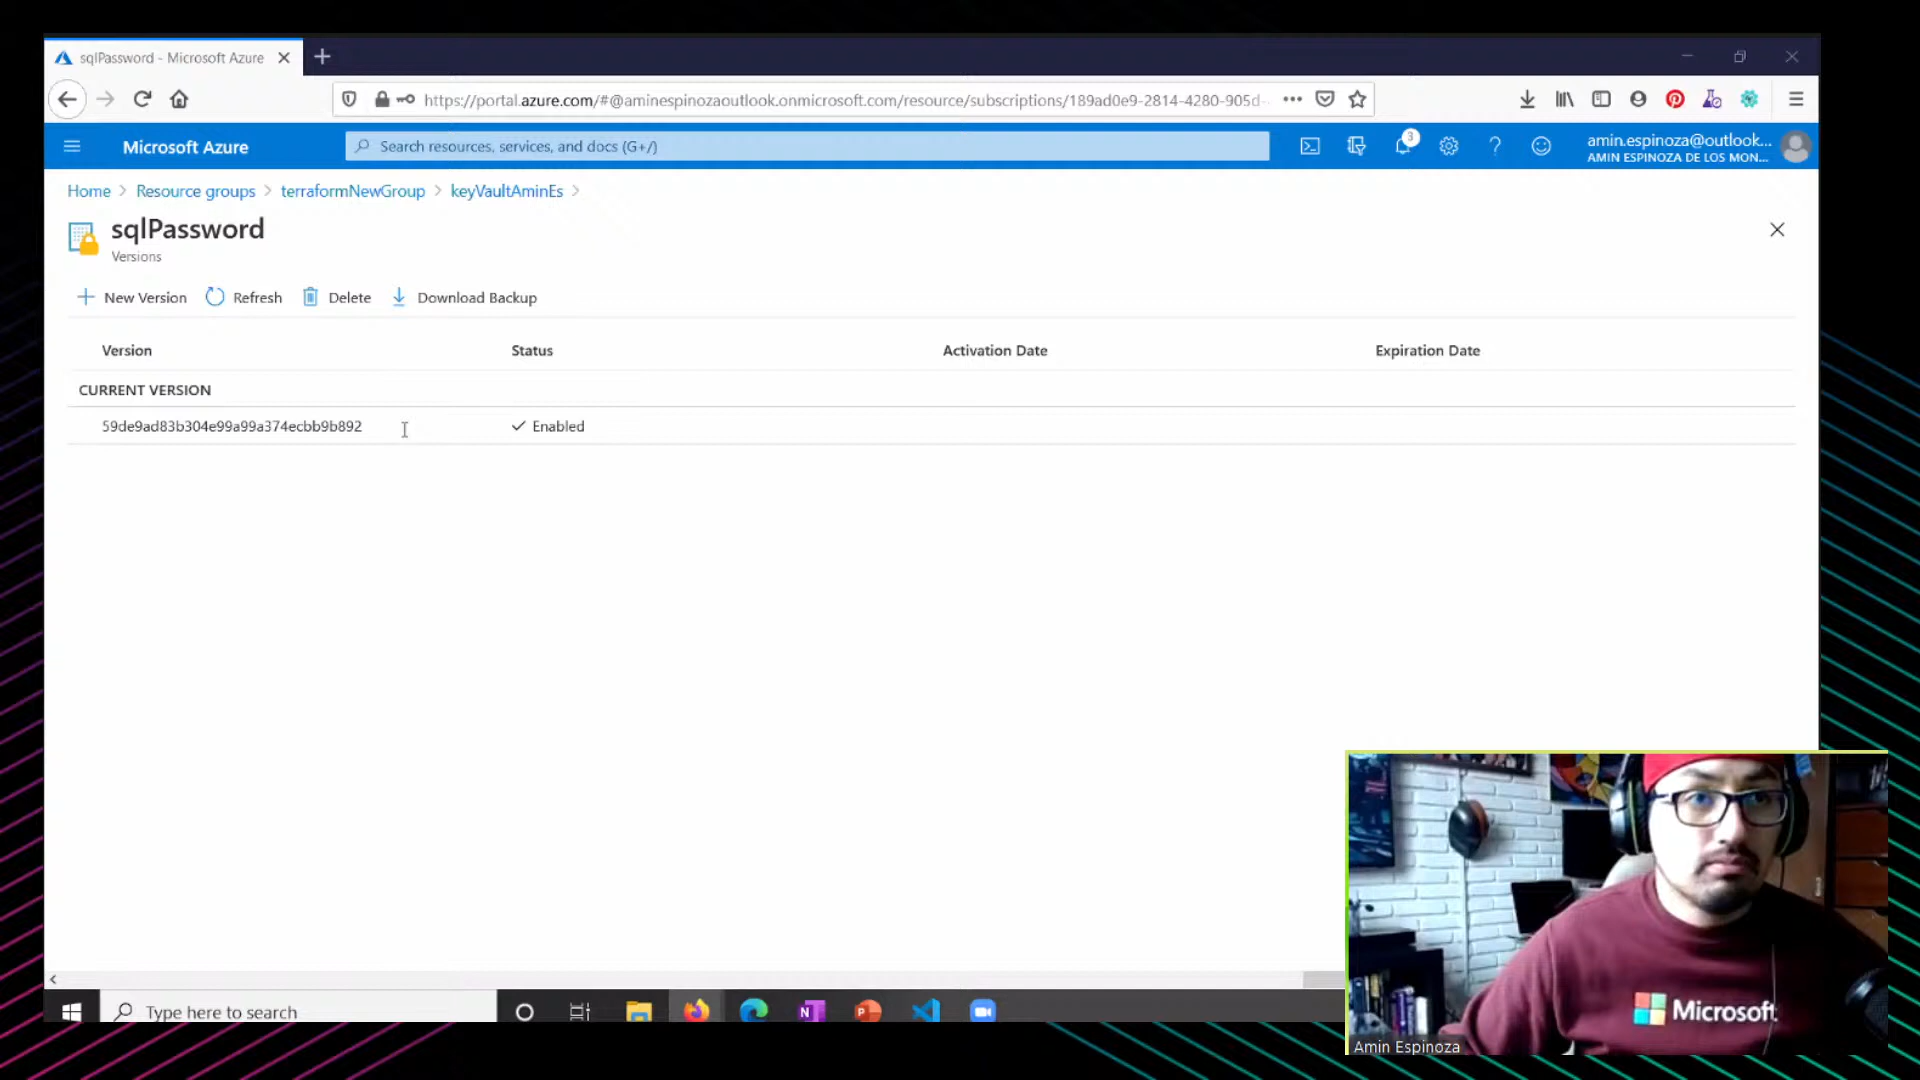 sqlPassword - Microsoft Azure
https://portal.azure.com/#@aminespinozaoutlook.onmicrosoft.com/resource/subscriptions/189ad0e9-2814-4280-905d-
Microsoft Azure
Search resources, services, and docs (G+/)
3
amin.espinoza@outlook...
AMIN ESPINOZA DE LOS MON...
Home > Resource groups > terraformNewGroup > keyVaultAminEs >
sqlPassword
Versions
New Version Refresh Delete Download Backup
Version Status Activation Date Expiration Date
CURRENT VERSION
59de9ad83b304e99a99a374ecbb9b892 Enabled
Type here to search
Microsoft
Amin Espinoza